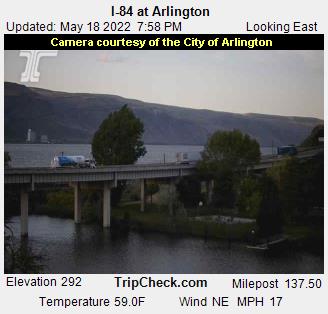 I-84 at Arlington
Updated: May 18 2022 7:58 PM Looking East
Camera courtesy of the City of Arlington
Elevation 292 TripCheck.com Milepost 137.50
Temperature 59.0F Wind NE MPH 17